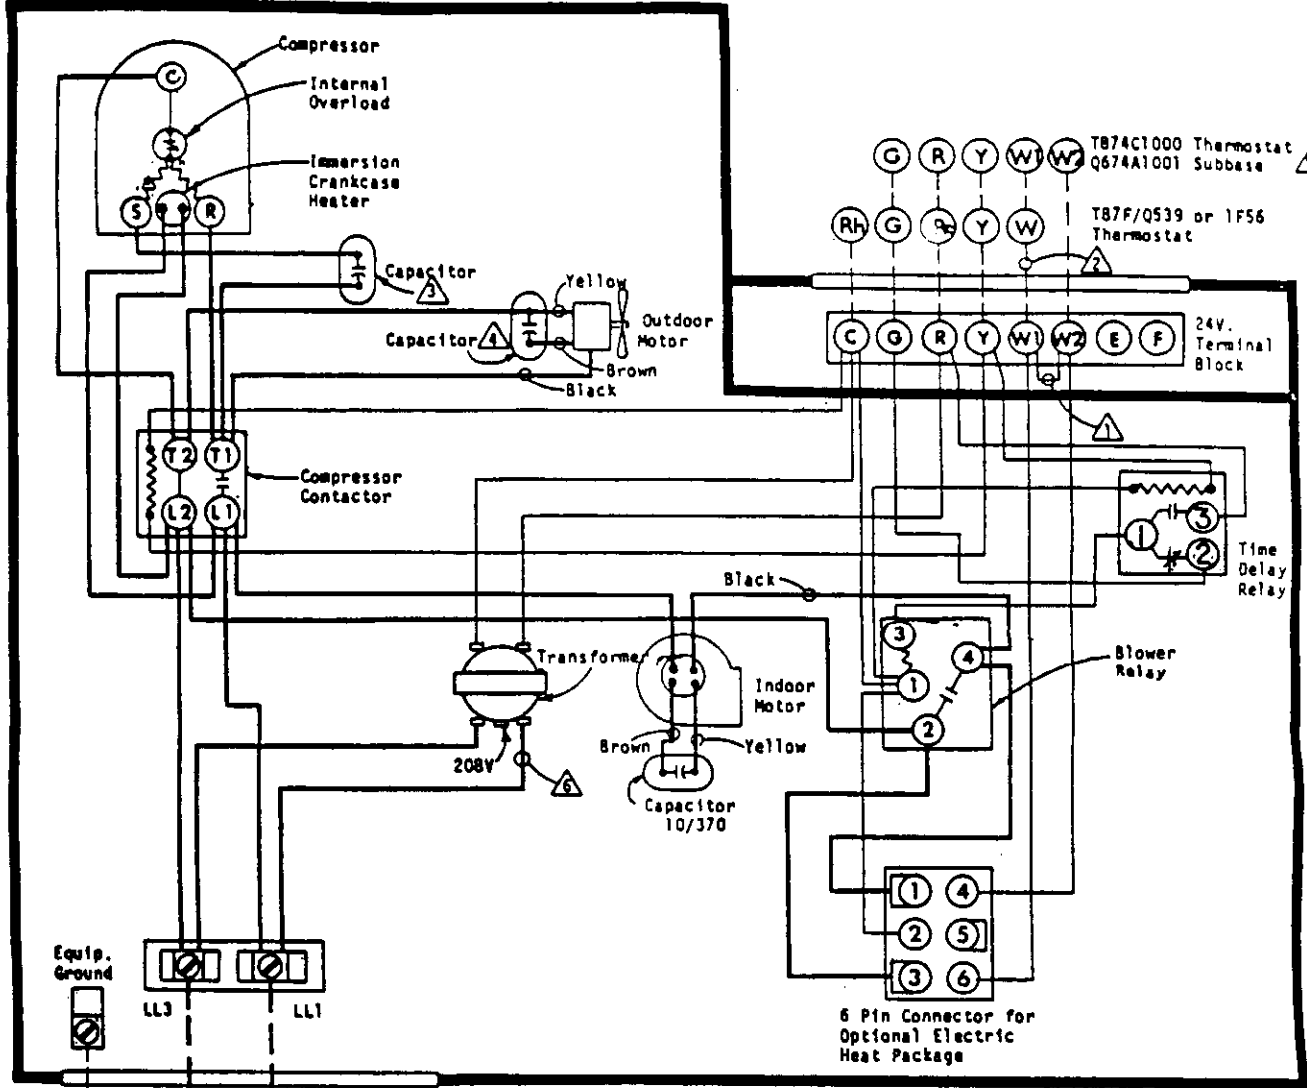 Compressor
C
Internal
Overload
Immersion
Crankcase
Heater
S
R
Capacitor
3
Yellow
Capacitor
4
Outdoor
Motor
Brown
Black
G
R
Y
W1
W2
T874C1000 Thermostat
Q674A1001 Subbase
Rh
G
Y
W
T87F/Q539 or 1F56
Thermostat
2
C
G
R
Y
W1
W2
E
F
24V.
Terminal
Block
1
T2
T1
L2
L1
Compressor
Contactor
3
1
2
Time
Delay
Relay
Black
3
4
1
2
Blower
Relay
Transformer
Indoor
Motor
Brown
Yellow
208V
6
Capacitor
10/370
1
4
2
5
3
6
6 Pin Connector for
Optional Electric
Heat Package
Equip.
Ground
LL3
LL1